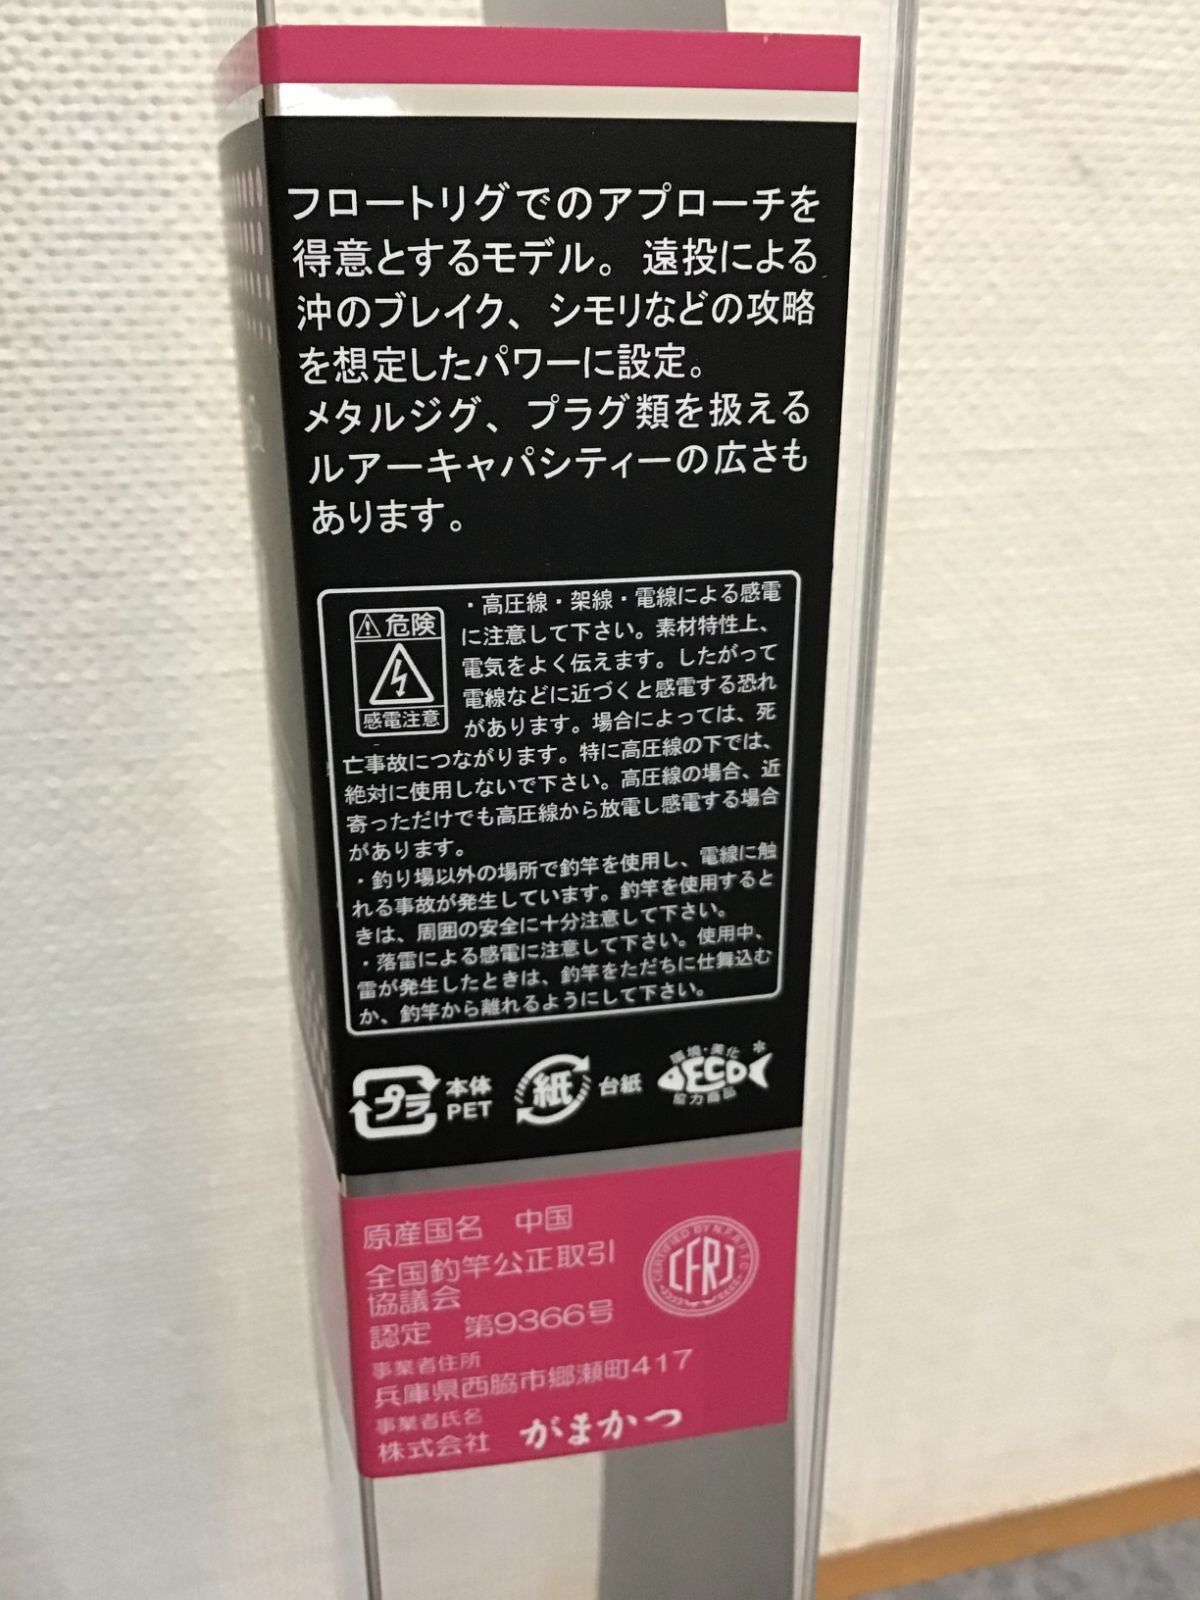 フロートリグでのアプローチを
得意とするモデル。遠投による
沖のブレイク、シモリなどの攻略
を想定したパワーに設定。
メタルジグ、プラグ類を扱える
ルアーキャパシティーの広さも
あります。
危険
感電注意
・高圧線・架線・電線による感電
に注意して下さい。素材特性上、
電気をよく伝えます。したがって
電線などに近づくと感電する恐れ
があります。場合によっては、死
亡事故につながります。特に高圧線の下では、
絶対に使用しないで下さい。高圧線の場合、近
寄っただけでも高圧線から放電し感電する場合
があります。
・釣り場以外の場所で釣竿を使用し、電線に触
れる事故が発生しています。釣竿を使用すると
きは、周囲の安全に十分注意して下さい。
・落雷による感電に注意して下さい。使用中、
雷が発生したときは、釣竿をただちに仕舞込む
か、釣竿から離れるようにして下さい。
プラ 本体
PET
紙 台紙
環境・美化
ECO
協力商品
原産国名 中国
全国釣竿公正取引
協議会
認定 第9366号
CERTIFIED BY N.F.R.F.T.C
CFRJ
事業者住所
兵庫県西脇市郷瀬町417
事業者氏名
株式会社 がまかつ